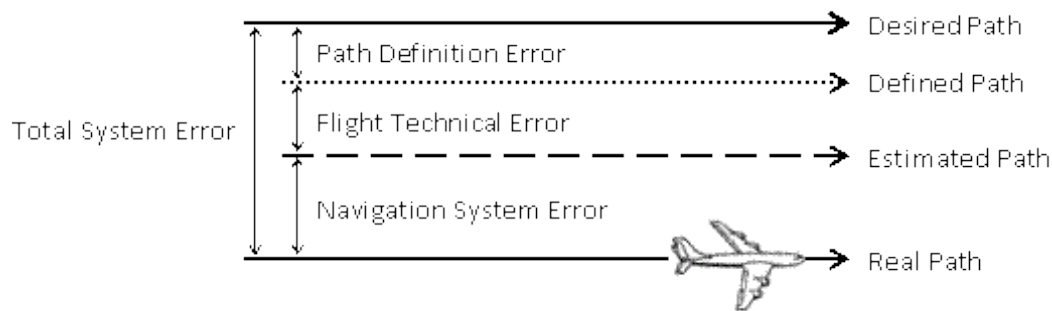 Desired Path
Path Definition Error
Defined Path
Total System Error
Flight Technical Error
Estimated Path
Navigation System Error
Real Path